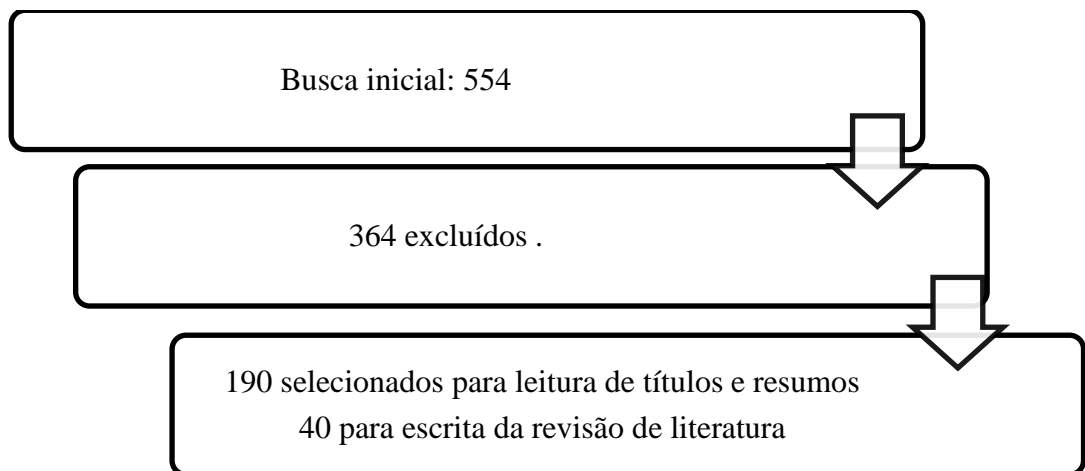 Busca inicial: 554
364 excluídos .
190 selecionados para leitura de títulos e resumos
40 para escrita da revisão de literatura